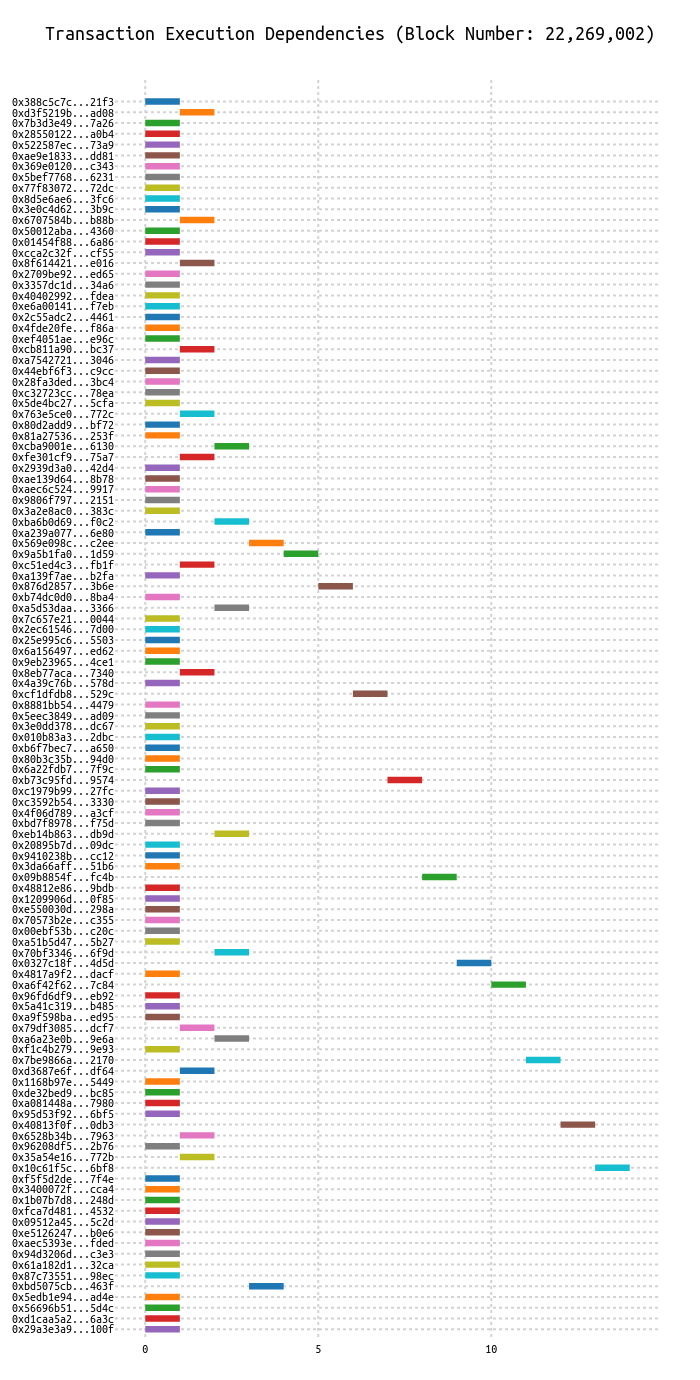 Transaction Execution Dependencies (Block Number: 22,269,002)
0x388c5c7c...21f3
0xd3f5219b...ad08
0x7b3d3e49...7a26
0x28550122...a0b4
0x522587ec...73a9
0xae9e1833...dd81
0x369e0120...c343
0x5bef7768...6231
0x77f83072...72dc
0x8d5e6ae6...3fc6
0x3e0c4d62...3b9c
0x6707584b...b88b
0x50012aba...4360
0x01454f88...6a86
0xcca2c32f...cf55
0x8f614421...e016
0x2709be92...ed65
0x3357dc1d...34a6
0x40402992...fdea
0xe6a00141...f7eb
0x2c55adc2...4461
0x4fde20fe...f86a
0xef4051ae...e96c
0xcb811a90...bc37
0xa7542721...3046
0x44ebf6f3...c9cc
0x28fa3ded...3bc4
0xc32723cc...78ea
0x5de4bc27...5cfa
0x763e5ce0...772c
0x80d2add9...bf72
0x81a27536...253f
0xcba9001e...6130
0xfe301cf9...75a7
0x2939d3a0...42d4
0xae139d64...8b78
0xaec6c524...9917
0x9806f797...2151
0x3a2e8ac0...383c
0xba6b0d69...f0c2
0xa239a077...6e80
0x569e098c...c2ee
0x9a5b1fa0...1d59
0xc51ed4c3...fb1f
0xa139f7ae...b2fa
0x876d2857...3b6e
0xb74dc0d0...8ba4
0xa5d53daa...3366
0x7c657e21...0044
0x2ec61546...7d00
0x25e995c6...5503
0x6a156497...ed62
0x9eb23965...4ce1
0x8eb77aca...7340
0x4a39c76b...578d
0xcf1dfdb8...529c
0x8881bb54...4479
0x5eec3849...ad09
0x3e0dd378...dc67
0x010b83a3...2dbc
0xb6f7bec7...a650
0x80b3c35b...94d0
0x6a22fdb7...7f9c
0xb73c95fd...9574
0xc1979b99...27fc
0xc3592b54...3330
0x4f06d789...a3cf
0xbd7f8978...f75d
0xeb14b863...db9d
0x20895b7d...09dc
0x9410238b...cc12
0x3da66aff...51b6
0x09b8854f...fc4b
0x48812e86...9bdb
0x1209906d...0f85
0xe550030d...298a
0x70573b2e...c355
0x00ebf53b...c20c
0xa51b5d47...5b27
0x70bf3346...6f9d
0x0327c18f...4d5d
0x4817a9f2...dacf
0xa6f42f62...7c84
0x96fd6df9...eb92
0x5a41c319...b485
0xa9f598ba...ed95
0x79df3085...dcf7
0xa6a23e0b...9e6a
0xf1c4b279...9e93
0x7be9866a...2170
0xd3687e6f...df64
0x1168b97e...5449
0xde32bed9...bc85
0xa081448a...7980
0x95d53f92...6bf5
0x40813f0f...0db3
0x6528b34b...7963
0x96208df5...2b76
0x35a54e16...772b
0x10c61f5c...6bf8
0xf5f5d2de...7f4e
0x3400072f...cca4
0x1b07b7d8...248d
0xfca7d481...4532
0x09512a45...5c2d
0xe5126247...b0e6
0xaec5393e...fded
0x94d3206d...c3e3
0x61a182d1...32ca
0x87c73551...98ec
0xbd5075cb...463f
0x5edb1e94...ad4e
0x56696b51...5d4c
0xd1caa5a2...6a3c
0x29a3e3a9...100f
0 5 10